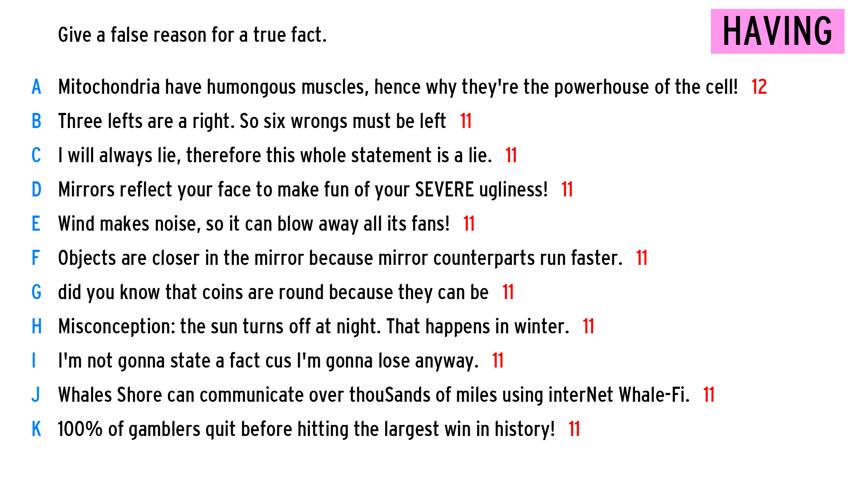 Give a false reason for a true fact.
HAVING
A Mitochondria have humongous muscles, hence why they're the powerhouse of the cell! 12
B Three lefts are a right. So six wrongs must be left 11
C I will always lie, therefore this whole statement is a lie. 11
D Mirrors reflect your face to make fun of your SEVERE ugliness! 11
E Wind makes noise, so it can blow away all its fans! 11
F Objects are closer in the mirror because mirror counterparts run faster. 11
G did you know that coins are round because they can be 11
H Misconception: the sun turns off at night. That happens in winter. 11
I I'm not gonna state a fact cus I'm gonna lose anyway. 11
J Whales Shore can communicate over thouSands of miles using interNet Whale-Fi. 11
K 100% of gamblers quit before hitting the largest win in history! 11